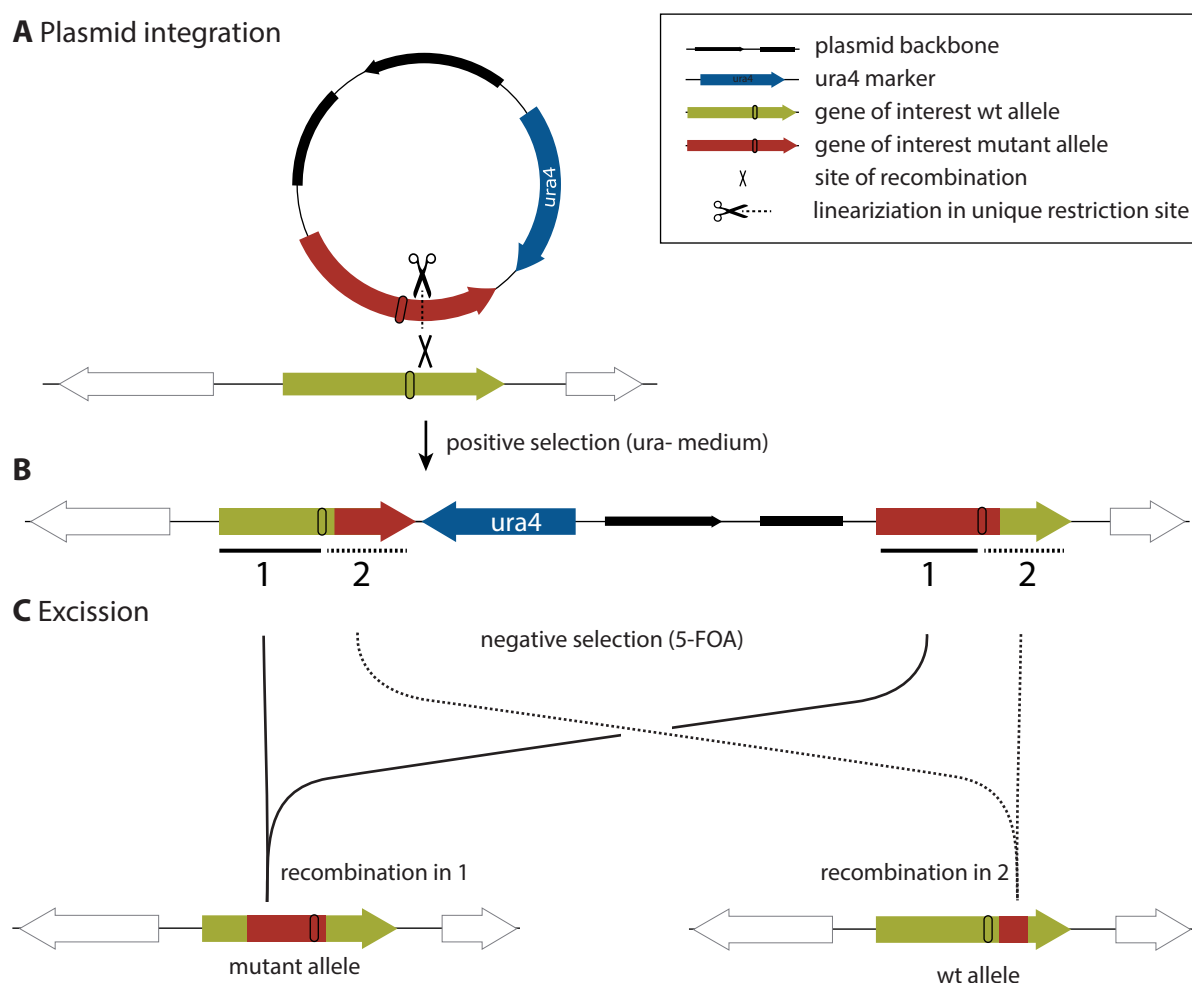 A Plasmid integration
plasmid backbone
ura4
ura4 marker
gene of interest wt allele
gene of interest mutant allele
site of recombination
lineariziation in unique restriction site
ura4
positive selection (ura- medium)
B
ura4
1
2
1
2
C Excission
negative selection (5-FOA)
recombination in 1
recombination in 2
mutant allele
wt allele